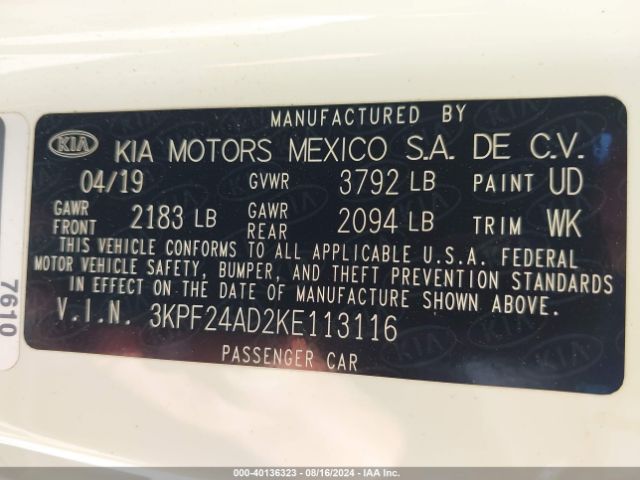 MANUFACTURED BY
KIA KIA MOTORS MEXICO S.A. DE C.V.
04/19 GVWR 3792 LB PAINT UD
GAWR FRONT 2183 LB GAWR REAR 2094 LB TRIM WK
THIS VEHICLE CONFORMS TO ALL APPLICABLE U.S.A. FEDERAL
MOTOR VEHICLE SAFETY, BUMPER, AND THEFT PREVENTION STANDARDS
IN EFFECT ON THE DATE OF MANUFACTURE SHOWN ABOVE.
V.I.N. 3KPF24AD2KE113116
PASSENGER CAR
7610
000-40136323 - 08/16/2024 - IAA Inc.